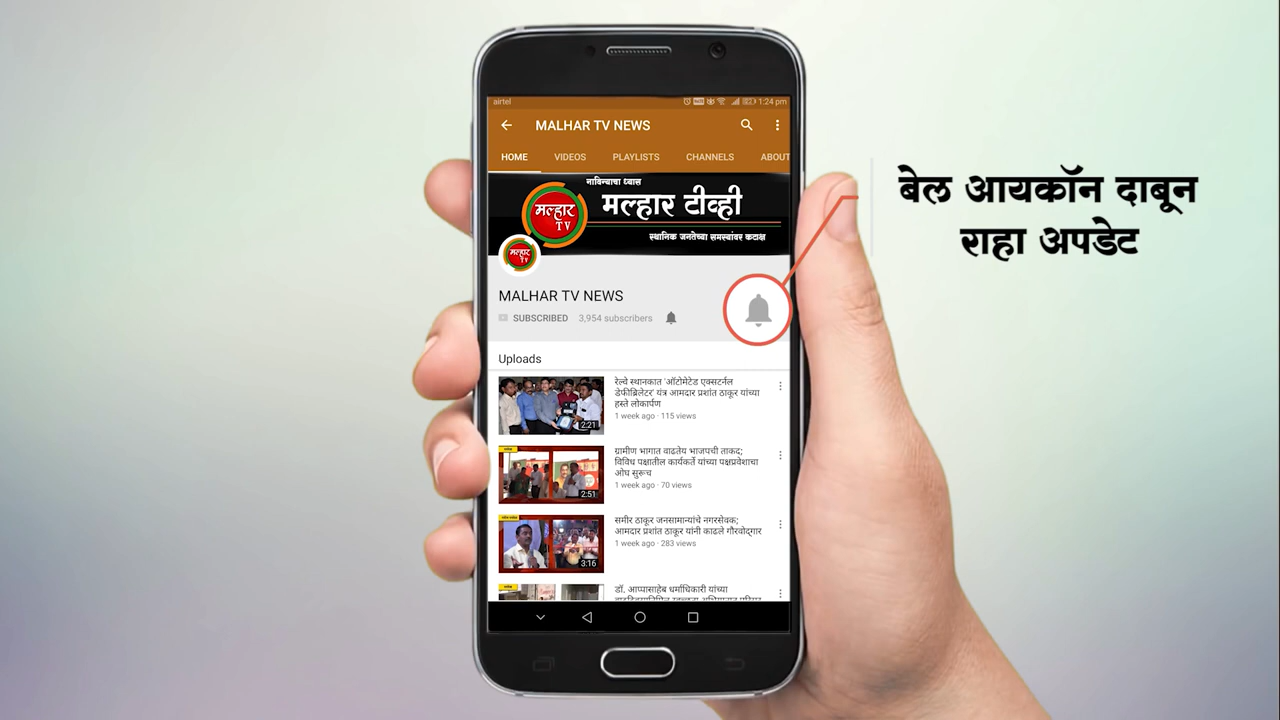 airtel
1:24 pm
MALHAR TV NEWS
HOME VIDEOS PLAYLISTS CHANNELS ABOUT
नाविन्याचा ध्यास
मल्हार टीव्ही
मल्हार
TV
स्थानिक जनतेच्या समस्यांवर कटाक्ष
मल्हार
TV
बेल आयकॉन दाबून
राहा अपडेट
MALHAR TV NEWS
SUBSCRIBED 3,954 subscribers
Uploads
रेल्वे स्थानकात 'ऑटोमेटेड एक्सटर्नल
डेफीब्रिलेटर' यंत्र आमदार प्रशांत ठाकूर यांच्या
हस्ते लोकार्पण
1 week ago · 115 views
2:21
ग्रामीण भागात वाढतेय भाजपची ताकद;
विविध पक्षातील कार्यकर्ते यांच्या पक्षप्रवेशाचा
ओघ सुरूच
1 week ago · 70 views
2:51
समीर ठाकूर जनसामान्यांचे नगरसेवक;
आमदार प्रशांत ठाकूर यांनी काढले गौरवोद्गार
1 week ago · 283 views
3:16
डॉ. आप्पासाहेब धर्माधिकारी यांच्या